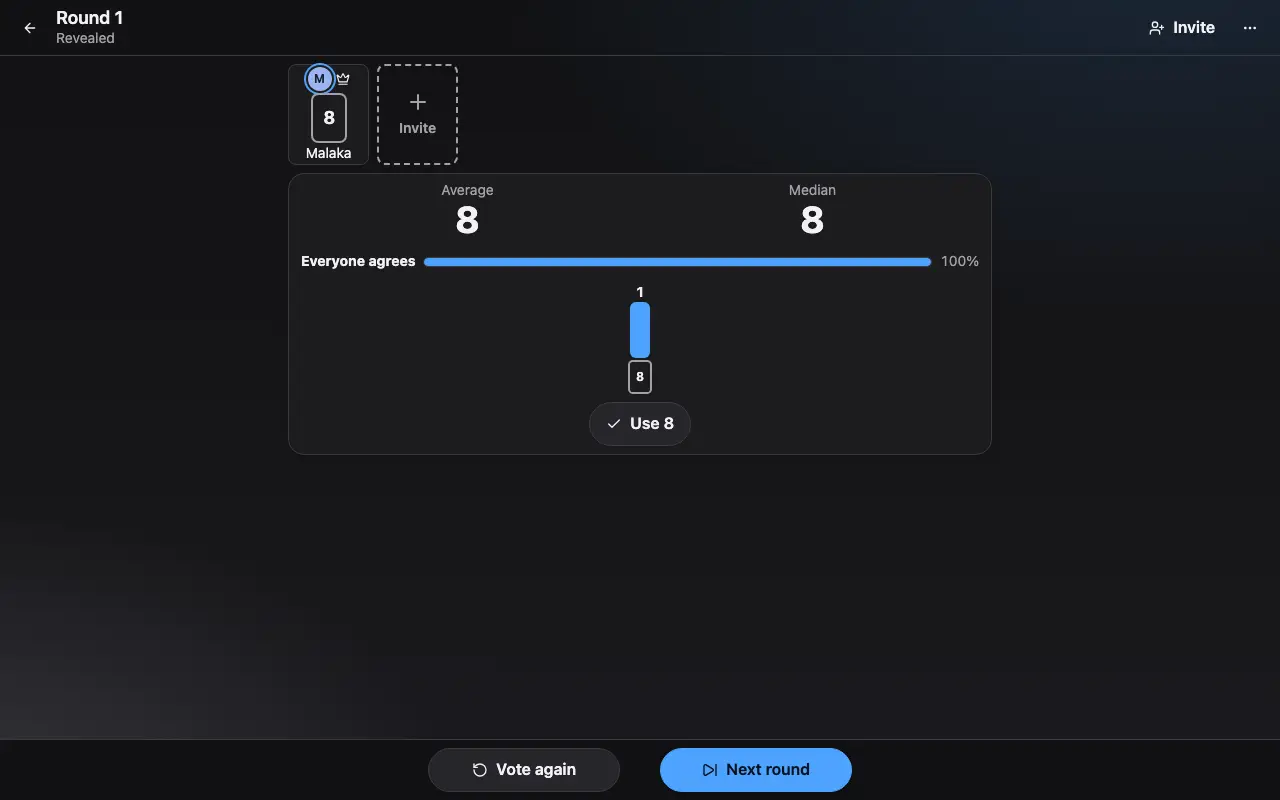 Round 1
Revealed
Invite
M
8
Malaka
Invite
Average
8
Median
8
Everyone agrees
100%
1
8
Use 8
Vote again
Next round